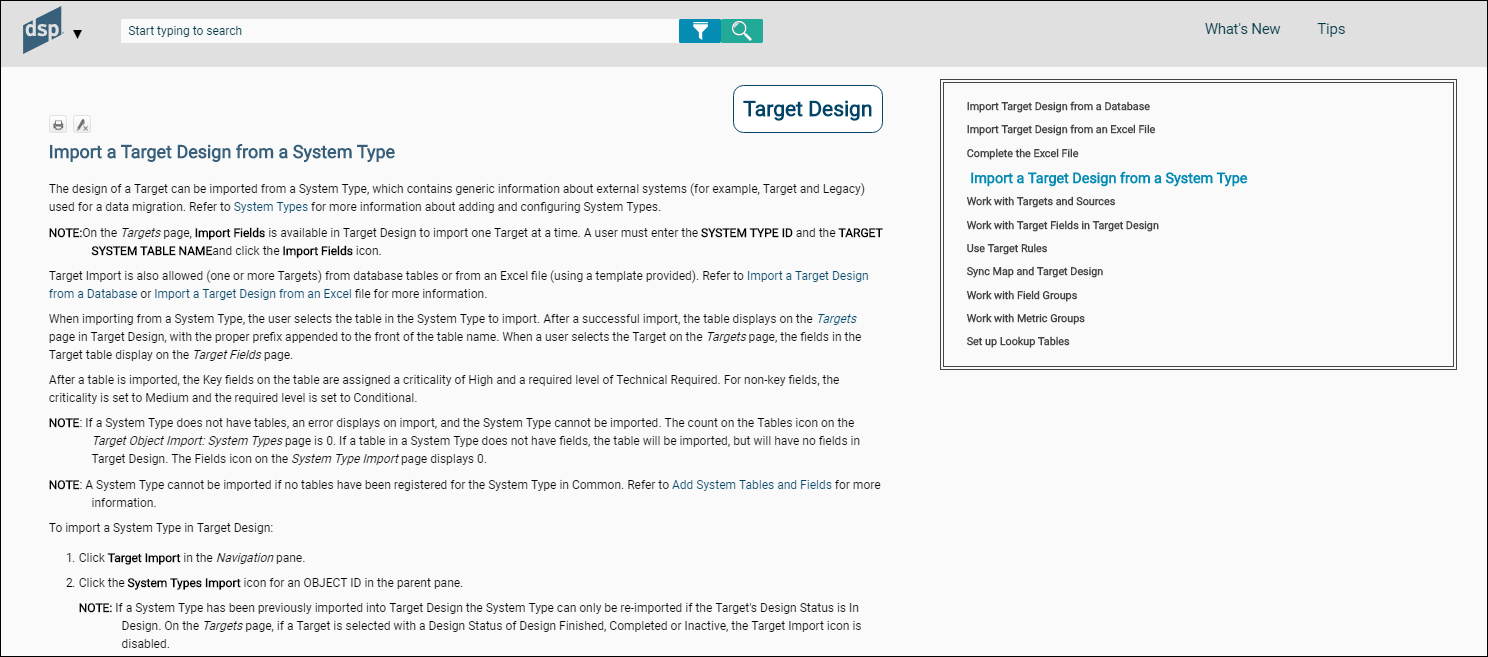 dsp
Start typing to search
What's New
Tips
Target Design
Import a Target Design from a System Type
The design of a Target can be imported from a System Type, which contains generic information about external systems (for example, Target and Legacy)
used for a data migration. Refer to System Types for more information about adding and configuring System Types.
NOTE:On the Targets page, Import Fields is available in Target Design to import one Target at a time. A user must enter the SYSTEM TYPE ID and the TARGET
SYSTEM TABLE NAMEand click the Import Fields icon.
Target Import is also allowed (one or more Targets) from database tables or from an Excel file (using a template provided). Refer to Import a Target Design
from a Database or Import a Target Design from an Excel file for more information.
When importing from a System Type, the user selects the table in the System Type to import. After a successful import, the table displays on the Targets
page in Target Design, with the proper prefix appended to the front of the table name. When a user selects the Target on the Targets page, the fields in the
Target table display on the Target Fields page.
After a table is imported, the Key fields on the table are assigned a criticality of High and a required level of Technical Required. For non-key fields, the
criticality is set to Medium and the required level is set to Conditional.
NOTE: If a System Type does not have tables, an error displays on import, and the System Type cannot be imported. The count on the Tables icon on the
Target Object Import: System Types page is 0. If a table in a System Type does not have fields, the table will be imported, but will have no fields in
Target Design. The Fields icon on the System Type Import page displays 0.
NOTE: A System Type cannot be imported if no tables have been registered for the System Type in Common. Refer to Add System Tables and Fields for more
information.
To import a System Type in Target Design:
1. Click Target Import in the Navigation pane.
2. Click the System Types Import icon for an OBJECT ID in the parent pane.
NOTE: If a System Type has been previously imported into Target Design the System Type can only be re-imported if the Target's Design Status is In
Design. On the Targets page, if a Target is selected with a Design Status of Design Finished, Completed or Inactive, the Target Import icon is
disabled.
Import Target Design from a Database
Import Target Design from an Excel File
Complete the Excel File
Import a Target Design from a System Type
Work with Targets and Sources
Work with Target Fields in Target Design
Use Target Rules
Sync Map and Target Design
Work with Field Groups
Work with Metric Groups
Set up Lookup Tables